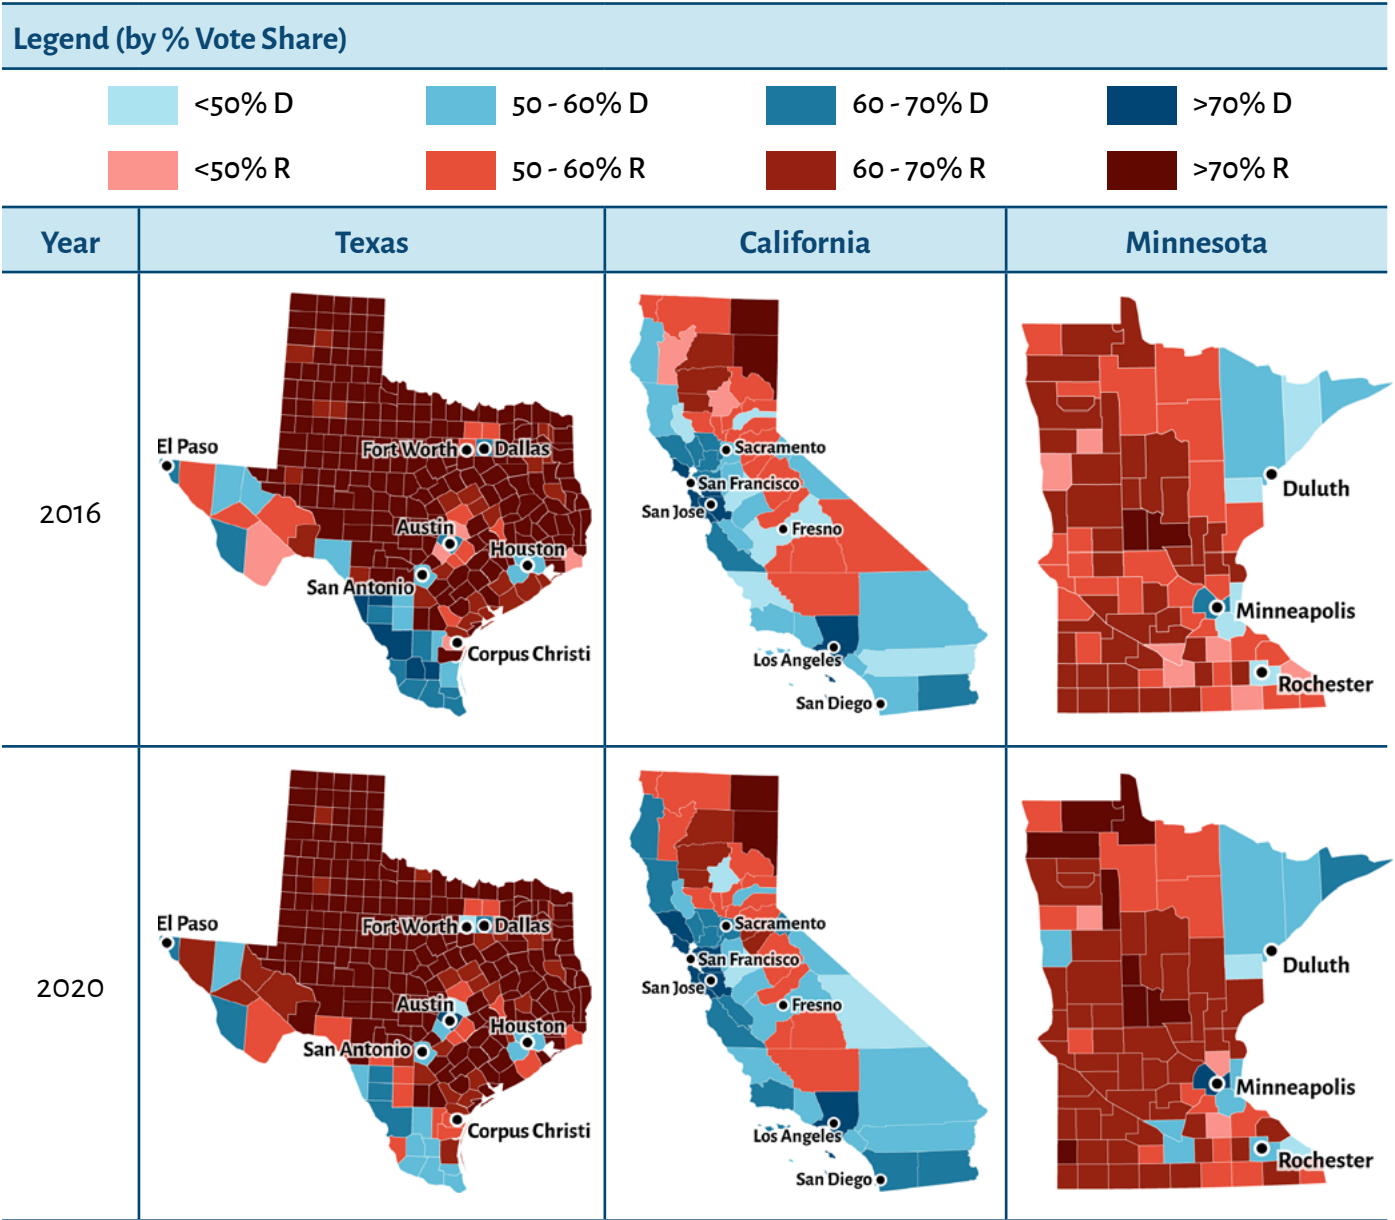 Legend (by % Vote Share)
<50% D
50 - 60% D
60 - 70% D
>70% D
<50% R
50 - 60% R
60 - 70% R
>70% R
Year
Texas
California
Minnesota
2016
El Paso
Fort Worth
Dallas
Austin
Houston
San Antonio
Corpus Christi
Sacramento
San Francisco
San Jose
Fresno
Los Angeles
San Diego
Duluth
Minneapolis
Rochester
2020
El Paso
Fort Worth
Dallas
Austin
Houston
San Antonio
Corpus Christi
Sacramento
San Francisco
San Jose
Fresno
Los Angeles
San Diego
Duluth
Minneapolis
Rochester